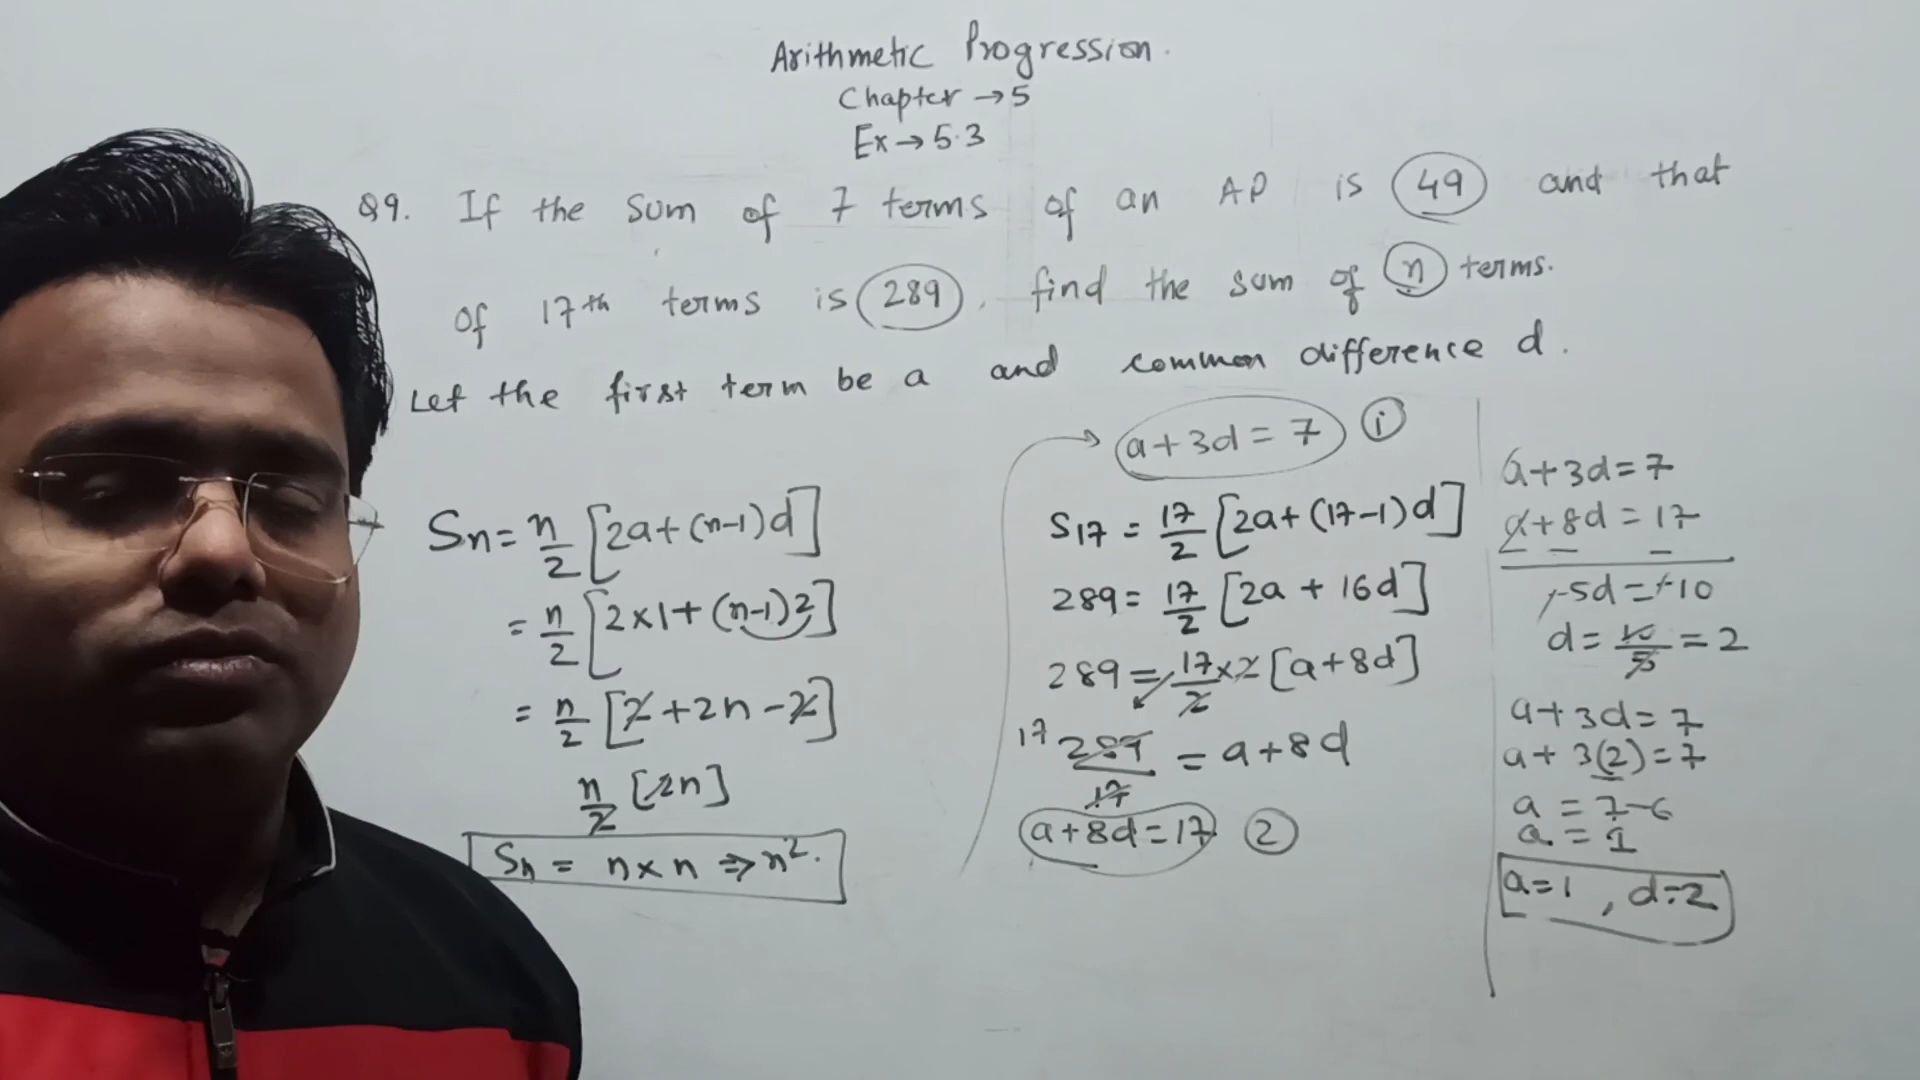 Arithmetic Progression.
Chapter → 5
Ex → 5.3
Q9. If the sum of 7 terms of an AP is 49 and that
of 17th terms is 289, find the sum of n terms.
Let the first term be a and common difference d.
Sn = n/2 [2a+(n-1)d]
= n/2 [2×1+(n-1)2]
= n/2 [2+2n-2]
n/2 [2n]
Sn = n×n ⇒ n².
a+3d = 7 (i)
S17 = 17/2 [2a+(17-1)d]
289 = 17/2 [2a + 16d]
289 = 17/2 ×2 [a+8d]
17 289/17 = a+8d
a+8d = 17 (2)
a+3d = 7
a+8d = 17
- - -
-5d = -10
d = 10/5 = 2
a+3d = 7
a+3(2) = 7
a = 7-6
a = 1
a=1, d=2